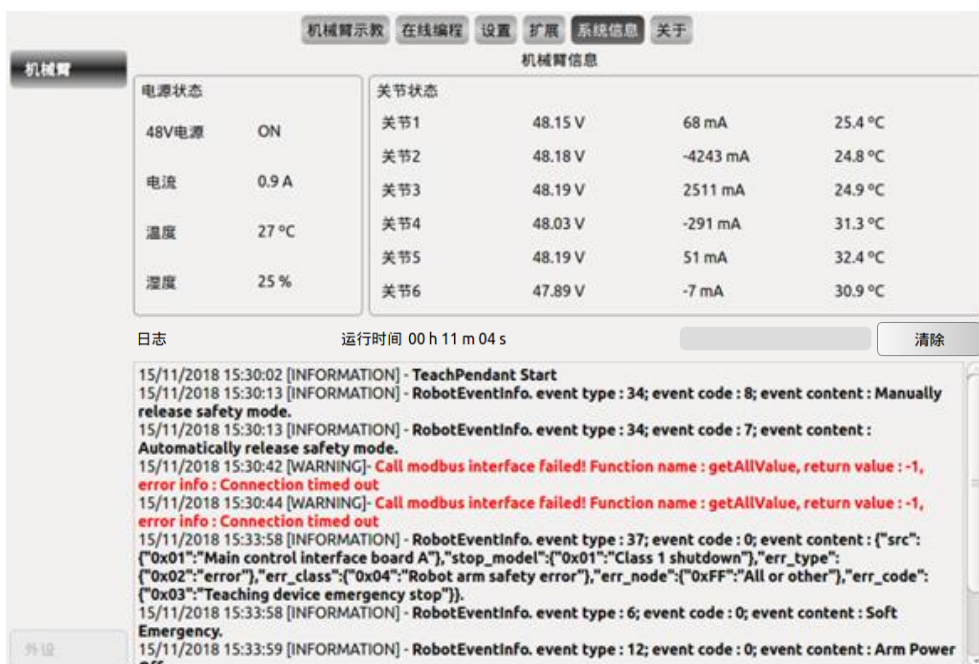 机械臂示教 在线编程 设置 扩展 系统信息 关于
机械臂信息
机械臂
电源状态
48V电源 ON
电流 0.9 A
温度 27 ºC
湿度 25 %
关节状态
关节1 48.15 V 68 mA 25.4 ºC
关节2 48.18 V -4243 mA 24.8 ºC
关节3 48.19 V 2511 mA 24.9 ºC
关节4 48.03 V -291 mA 31.3 ºC
关节5 48.19 V 51 mA 32.4 ºC
关节6 47.89 V -7 mA 30.9 ºC
日志 运行时间 00 h 11 m 04 s 清除
15/11/2018 15:30:02 [INFORMATION] - TeachPendant Start
15/11/2018 15:30:13 [INFORMATION] - RobotEventInfo. event type : 34; event code : 8; event content : Manually
release safety mode.
15/11/2018 15:30:13 [INFORMATION] - RobotEventInfo. event type : 34; event code : 7; event content :
Automatically release safety mode.
15/11/2018 15:30:42 [WARNING]- Call modbus interface failed! Function name : getAllValue, return value : -1,
error info : Connection timed out
15/11/2018 15:30:44 [WARNING]- Call modbus interface failed! Function name : getAllValue, return value : -1,
error info : Connection timed out
15/11/2018 15:33:58 [INFORMATION] - RobotEventInfo. event type : 37; event code : 0; event content : {"src":
{"0x01":"Main control interface board A"},"stop_model":{"0x01":"Class 1 shutdown"},"err_type":
{"0x02":"error"},"err_class":{"0x04":"Robot arm safety error"},"err_node":{"0xFF":"All or other"},"err_code":
{"0x03":"Teaching device emergency stop"}}.
15/11/2018 15:33:58 [INFORMATION] - RobotEventInfo. event type : 6; event code : 0; event content : Soft
Emergency.
15/11/2018 15:33:59 [INFORMATION] - RobotEventInfo. event type : 12; event code : 0; event content : Arm Power
外设